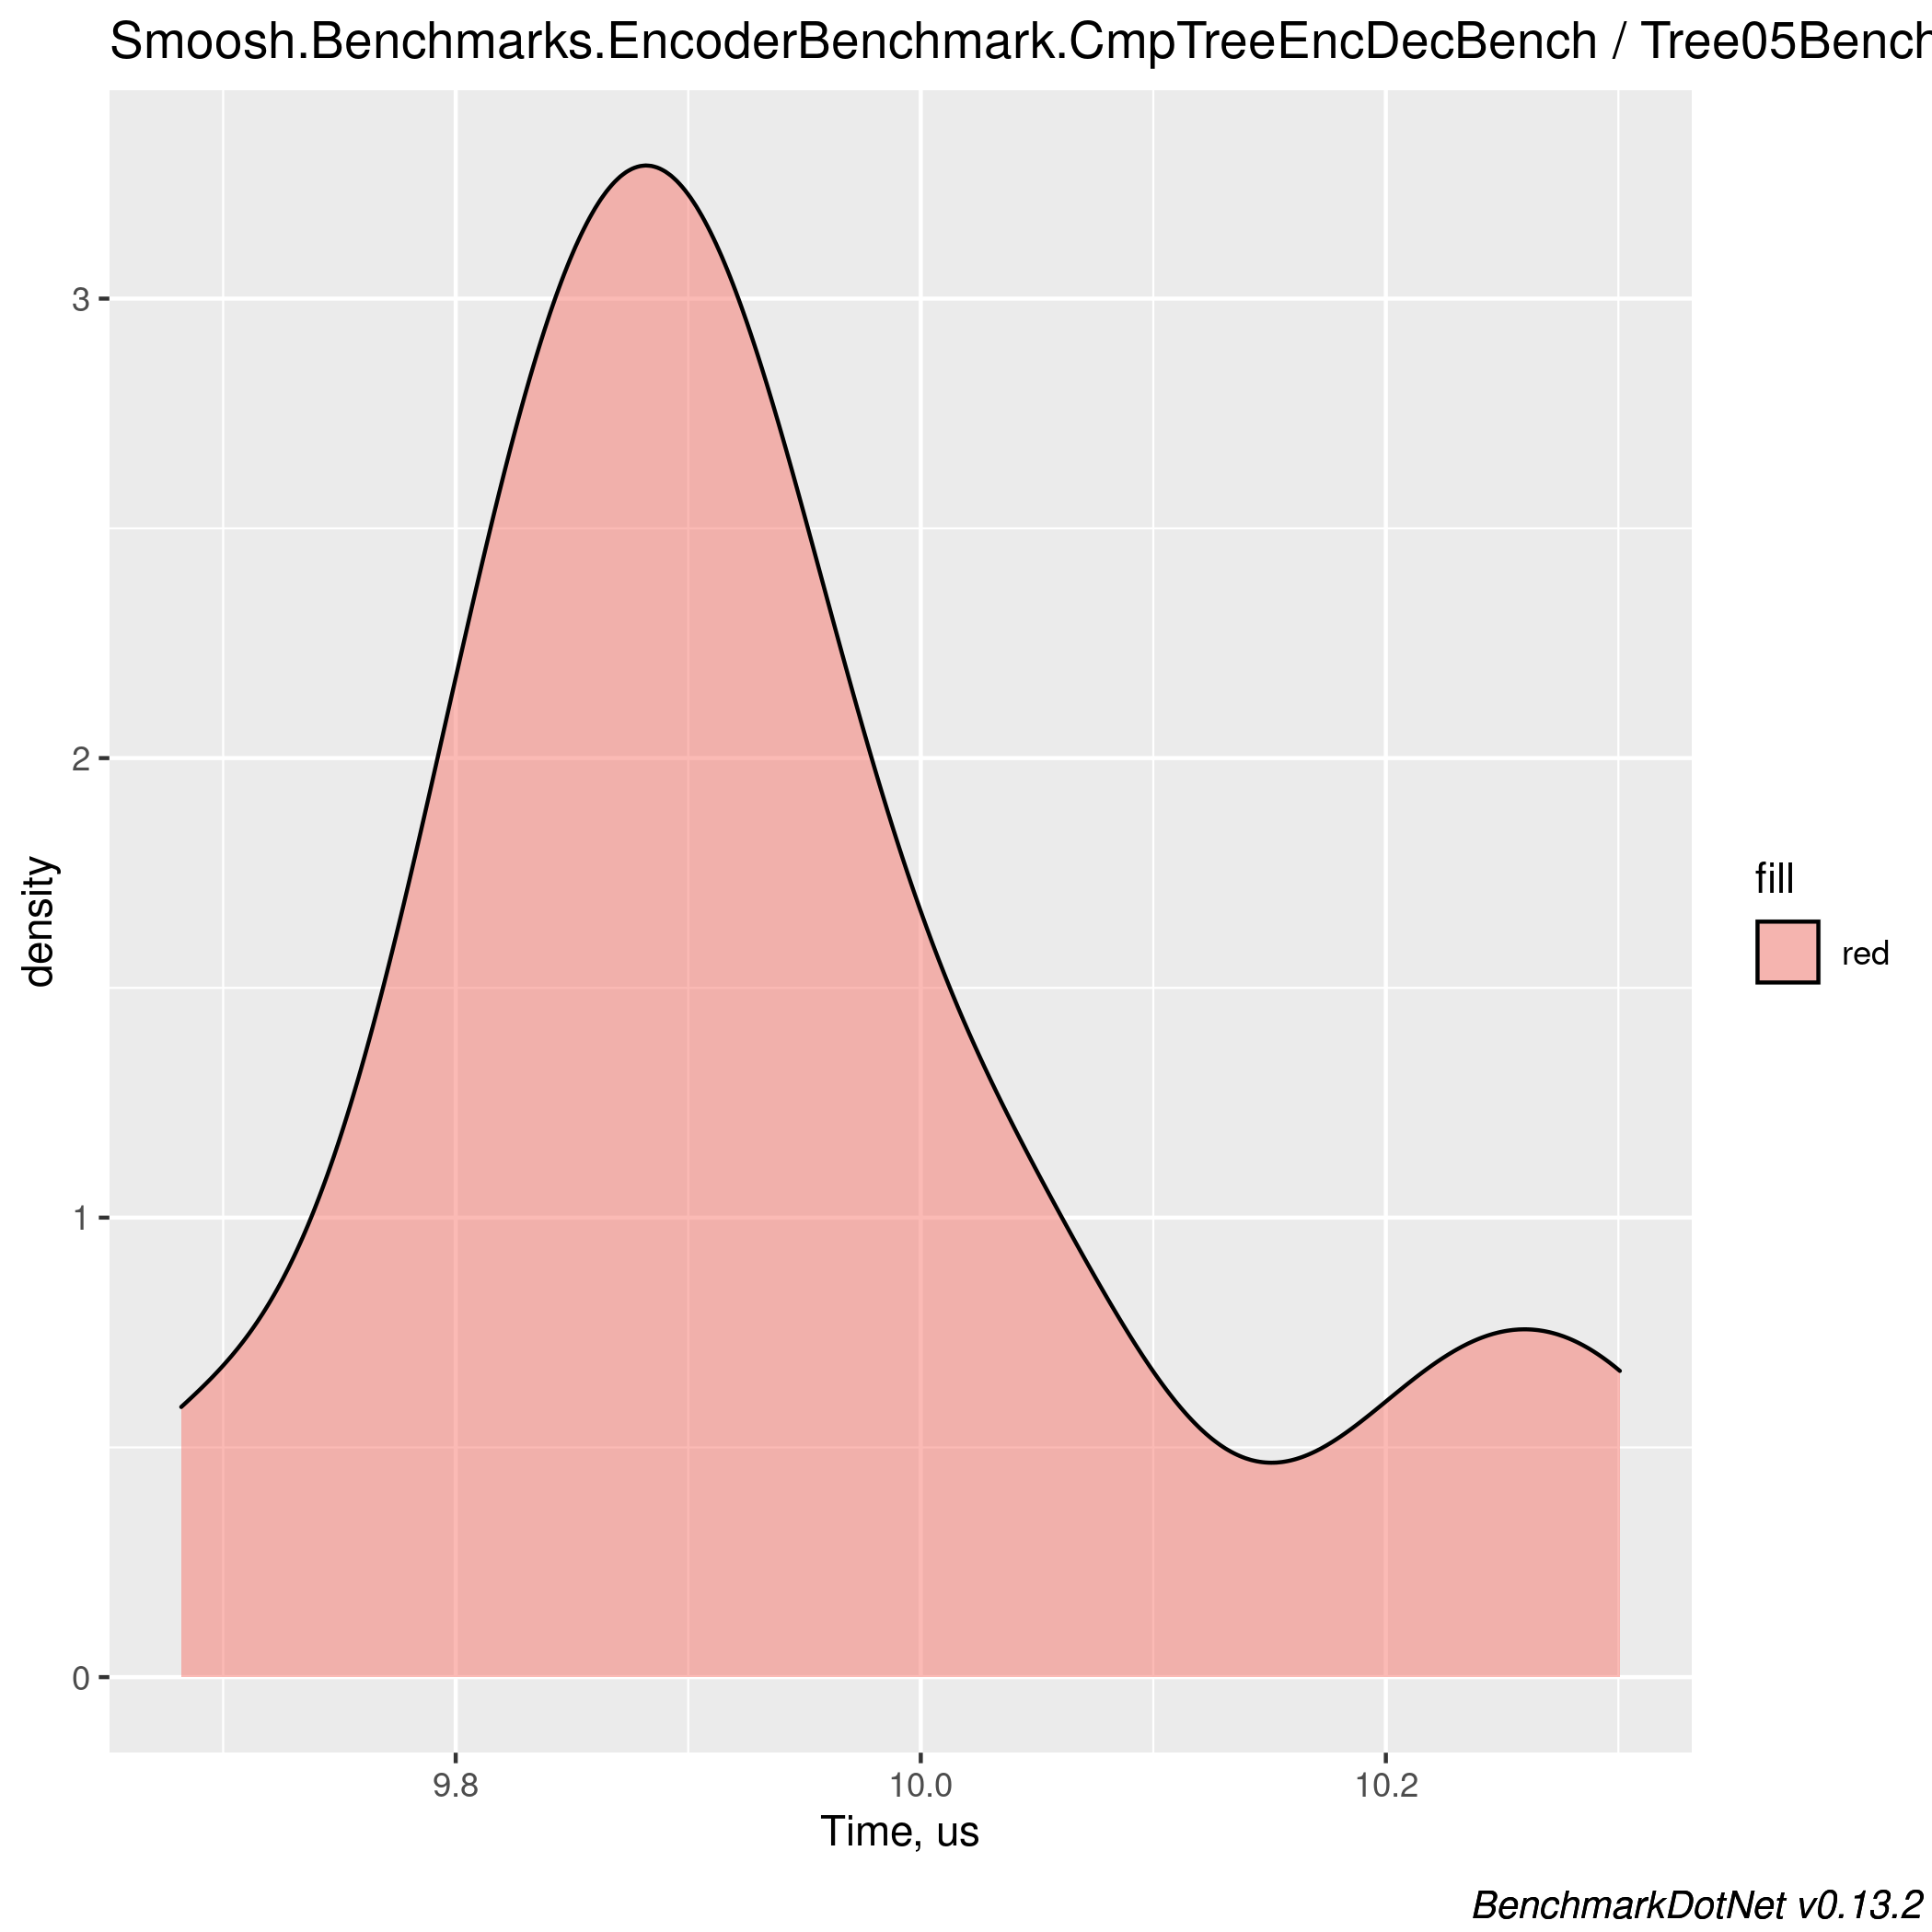 Smoosh.Benchmarks.EncoderBenchmark.CmpTreeEncDecBench / Tree05Bench
3
2
1
0
density
9.8 10.0 10.2
Time, us
fill
red
BenchmarkDotNet v0.13.2